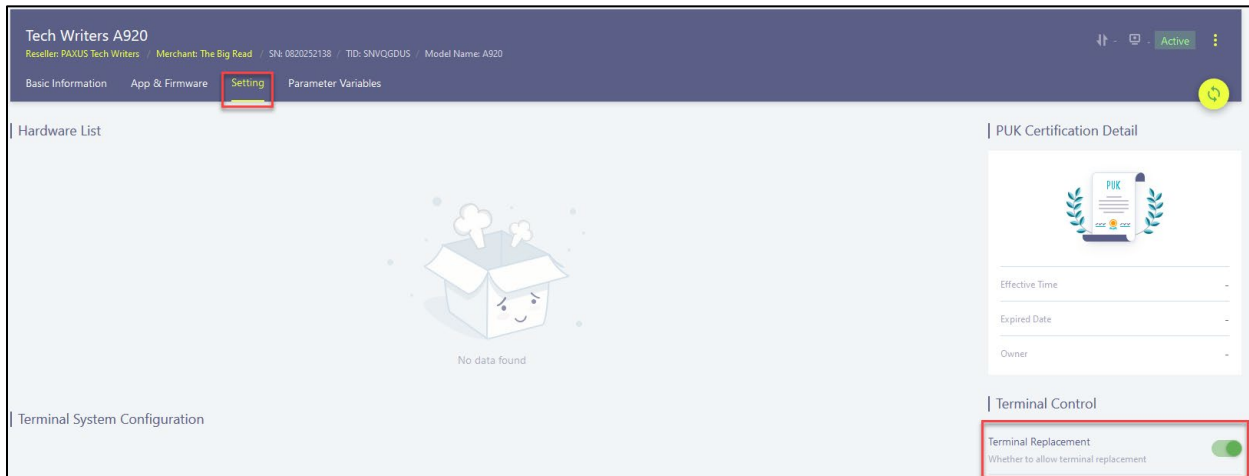 Tech Writers A920
Reseller: PAXUS Tech Writers / Merchant: The Big Read / SN: 0820252138 / TID: SNVQGDUS / Model Name: A920
- - Active
Basic Information App & Firmware Setting Parameter Variables
Hardware List
No data found
Terminal System Configuration
PUK Certification Detail
PUK
Effective Time -
Expired Date -
Owner -
Terminal Control
Terminal Replacement
Whether to allow terminal replacement